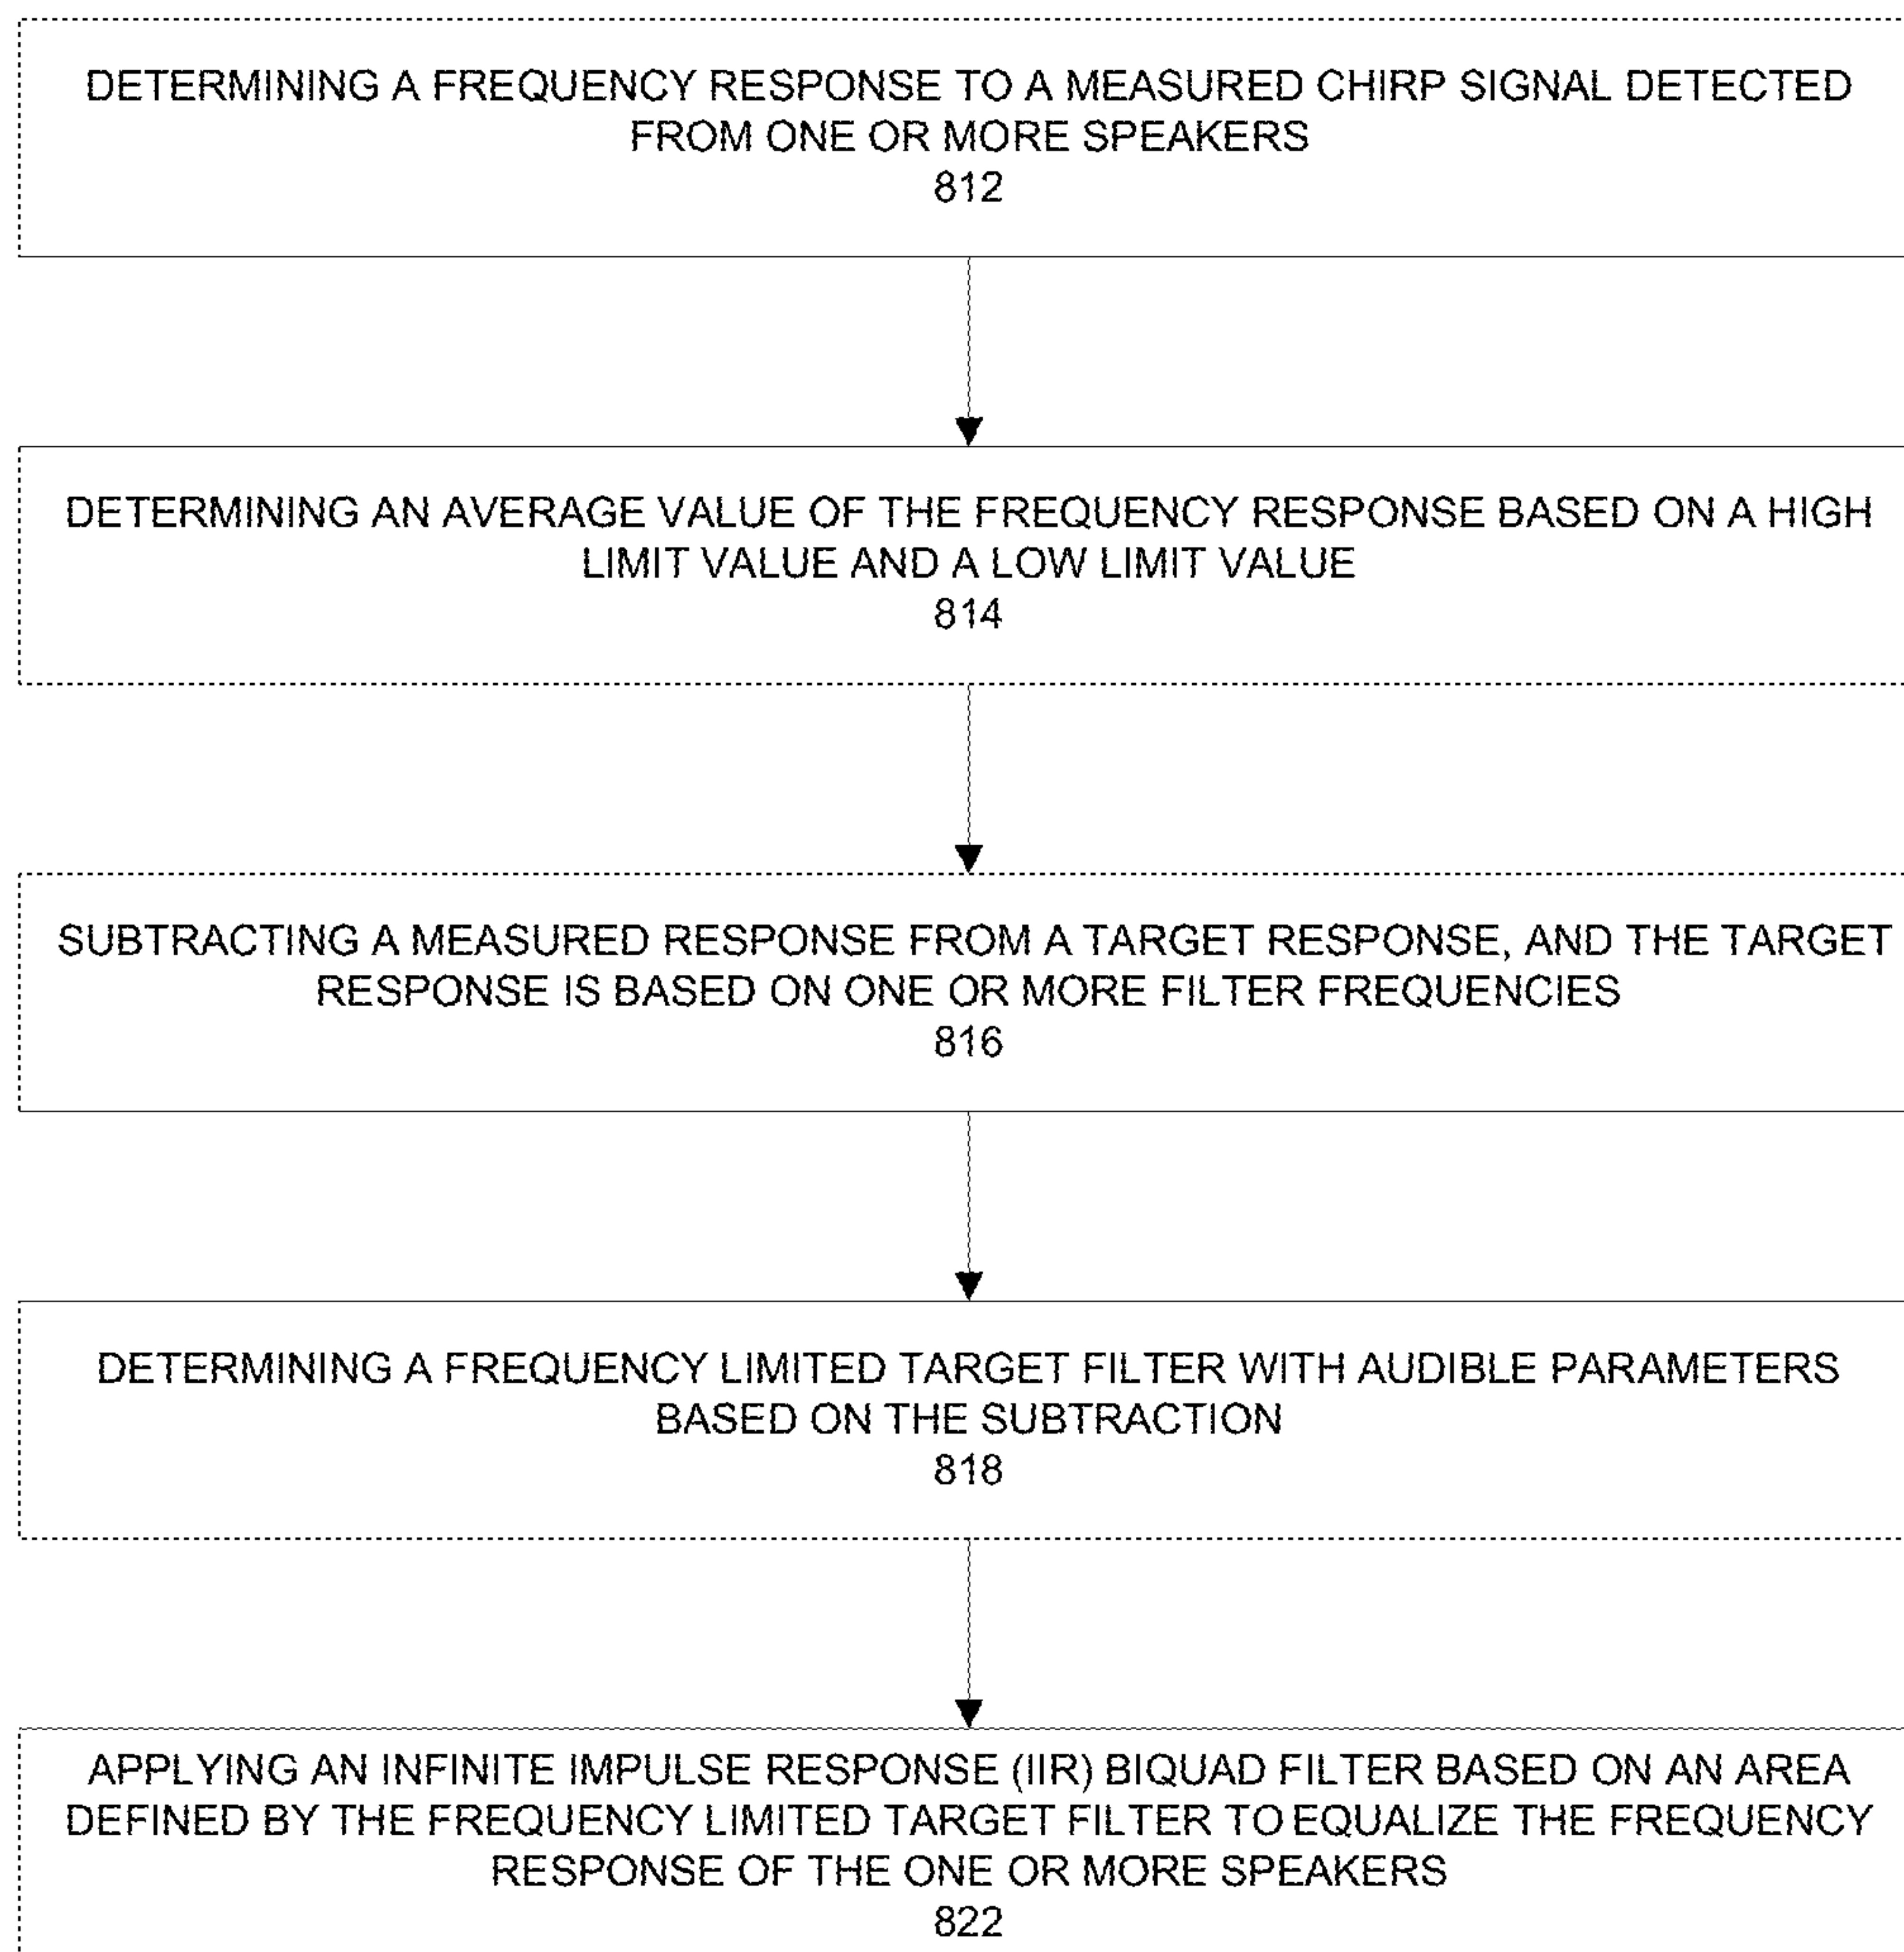 DETERMINING A FREQUENCY RESPONSE TO A MEASURED CHIRP SIGNAL DETECTED
FROM ONE OR MORE SPEAKERS
812
DETERMINING AN AVERAGE VALUE OF THE FREQUENCY RESPONSE BASED ON A HIGH
LIMIT VALUE AND A LOW LIMIT VALUE
814
SUBTRACTING A MEASURED RESPONSE FROM A TARGET RESPONSE, AND THE TARGET
RESPONSE IS BASED ON ONE OR MORE FILTER FREQUENCIES
816
DETERMINING A FREQUENCY LIMITED TARGET FILTER WITH AUDIBLE PARAMETERS
BASED ON THE SUBTRACTION
818
APPLYING AN INFINITE IMPULSE RESPONSE (IIR) BIQUAD FILTER BASED ON AN AREA
DEFINED BY THE FREQUENCY LIMITED TARGET FILTER TO EQUALIZE THE FREQUENCY
RESPONSE OF THE ONE OR MORE SPEAKERS
822